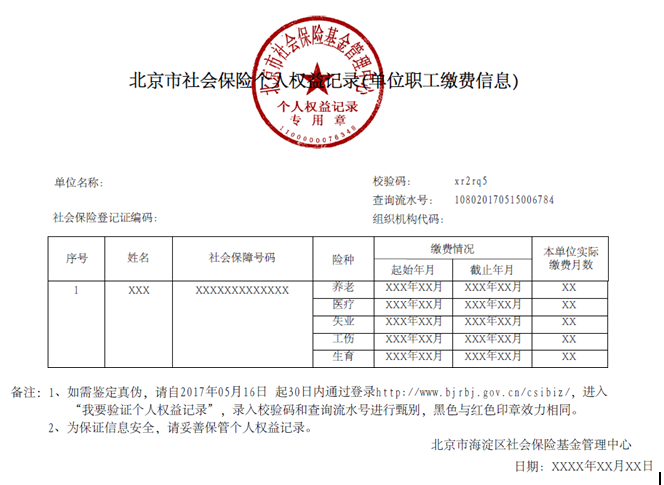 北京市社会保险基金管理中心
北京市社会保险个人权益记录(单位职工缴费信息)
个人权益记录
专用章
1100000076348
单位名称:
校验码: xr2rq5
查询流水号: 108020170515006784
社会保险登记证编码:
组织机构代码:
序号 姓名 社会保障号码 险种 缴费情况 本单位实际缴费月数
起始年月 截止年月
1 XXX XXXXXXXXXXXXX 养老 XXX年XX月 XXX年XX月 XX
医疗 XXX年XX月 XXX年XX月 XX
失业 XXX年XX月 XXX年XX月 XX
工伤 XXX年XX月 XXX年XX月 XX
生育 XXX年XX月 XXX年XX月 XX
备注: 1、如需鉴定真伪,请自2017年05月16日 起30日内通过登录http://www.bjrbj.gov.cn/csibiz/,进入
“我要验证个人权益记录”,录入校验码和查询流水号进行甄别,黑色与红色印章效力相同。
2、为保证信息安全,请妥善保管个人权益记录。
北京市海淀区社会保险基金管理中心
日期: XXXX年XX月XX日